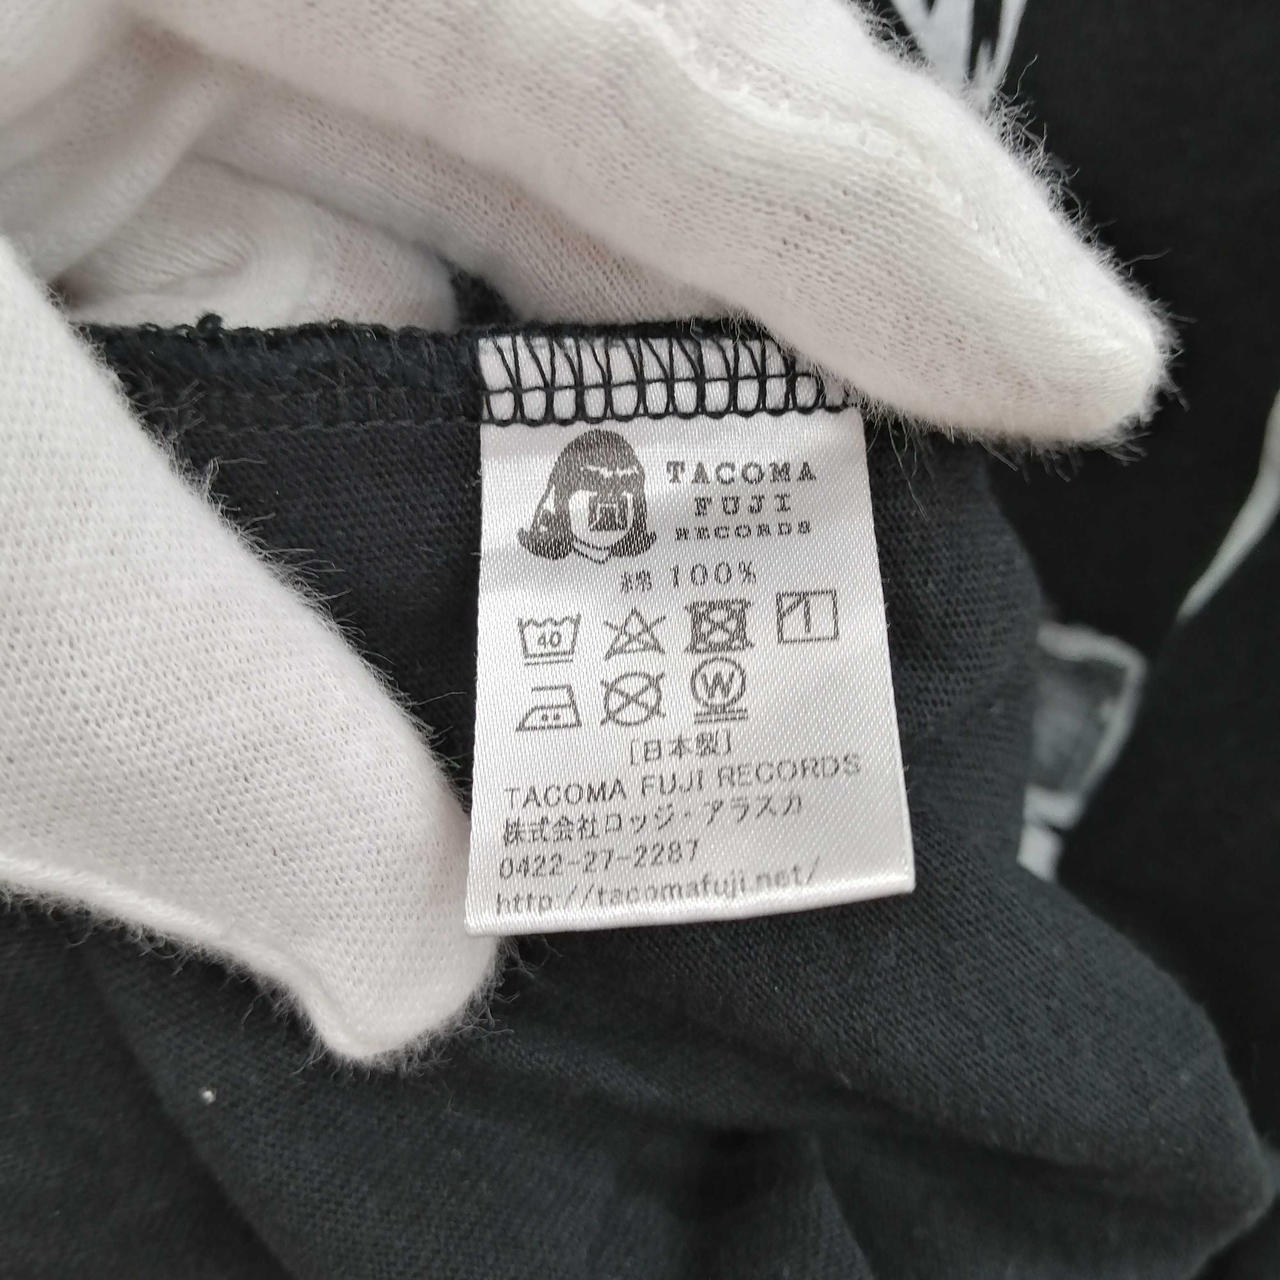 TACOMA
FUJI
RECORDS
綿 100%
40
W
[日本製]
TACOMA FUJI RECORDS
株式会社ロッジ・アラスカ
0422-27-2287
http://tacomafuji.net/